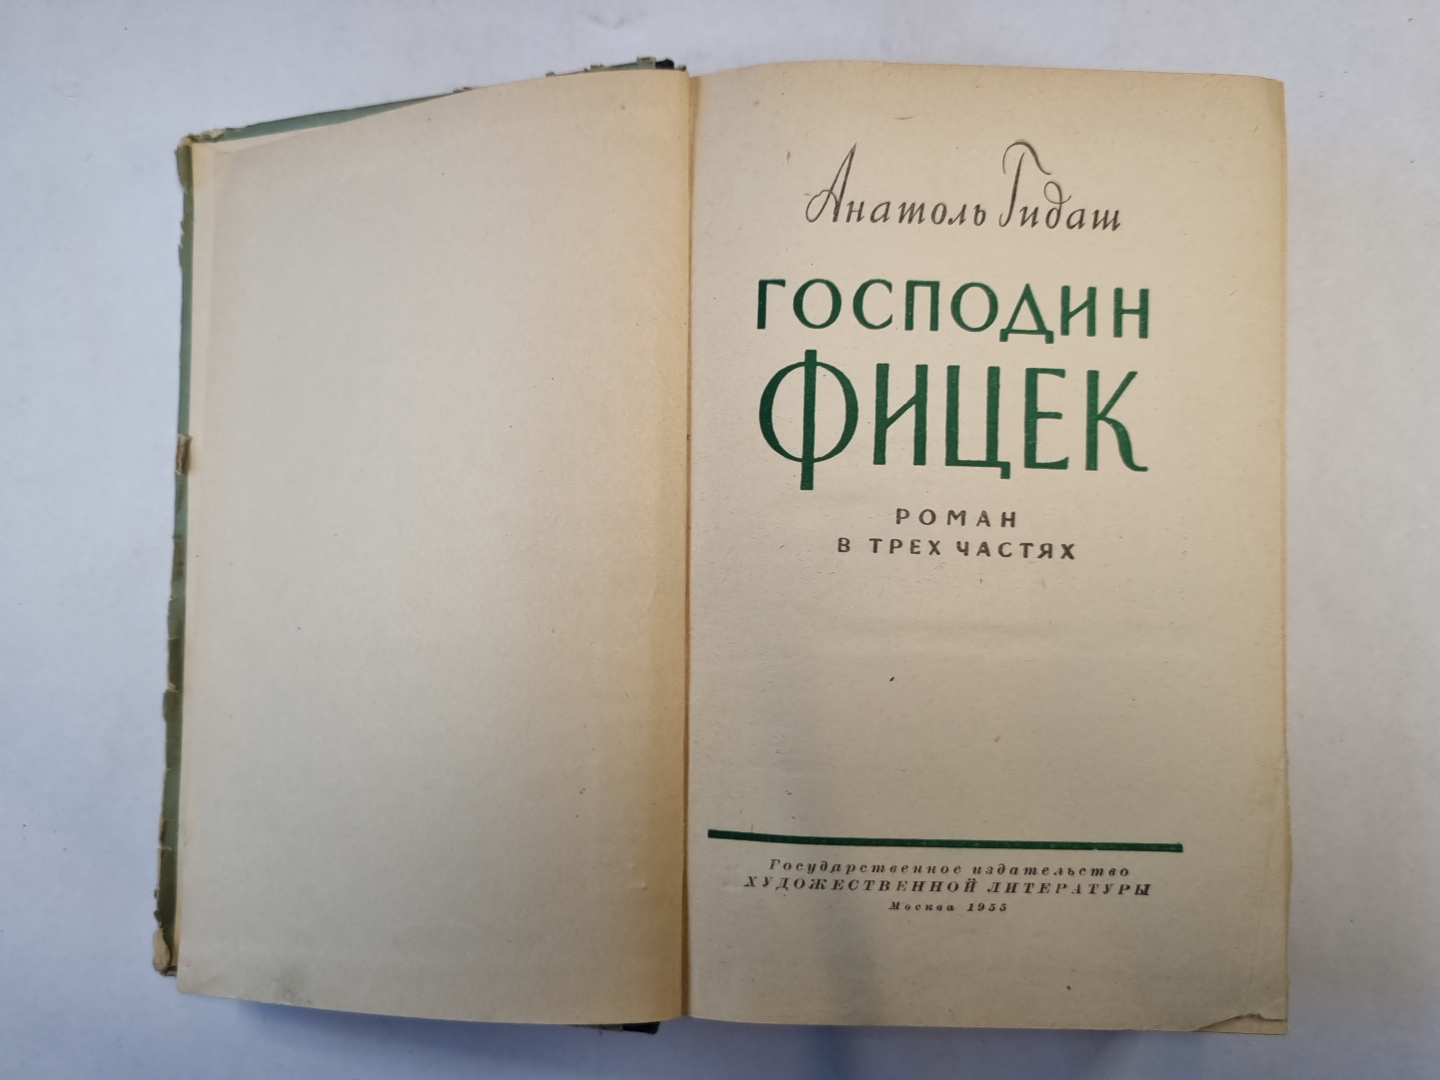 Анатоль Гидаш
ГОСПОДИН
ФИЦЕК
РОМАН
В ТРЕХ ЧАСТЯХ
Государственное издательство
ХУДОЖЕСТВЕННОЙ ЛИТЕРАТУРЫ
Москва 1955